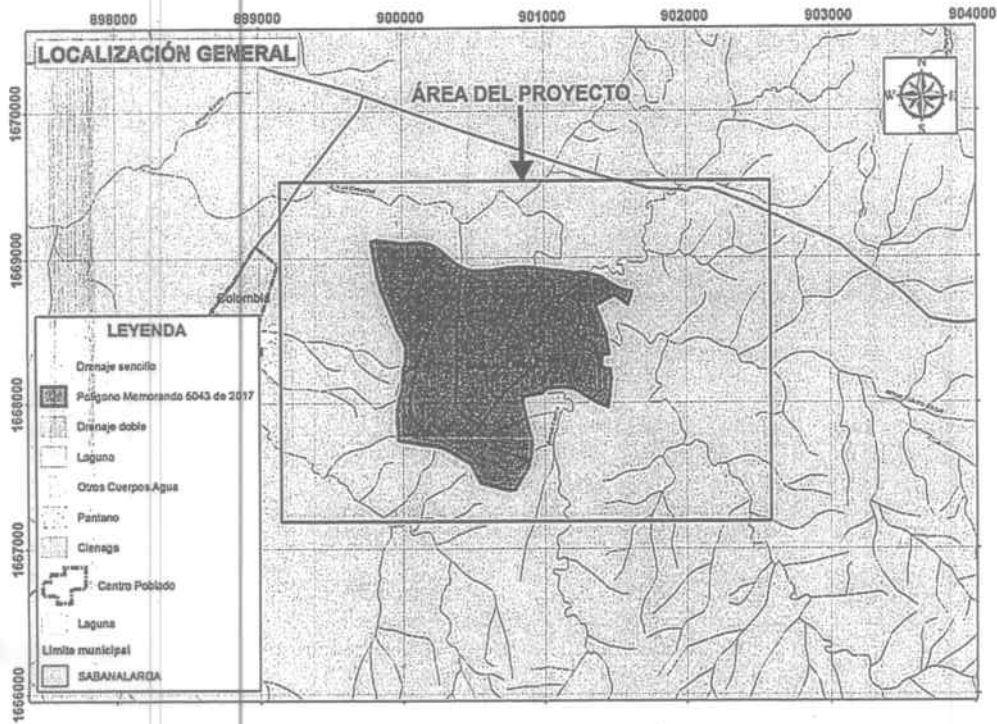 898000 899000 900000 901000 902000 903000 904000
LOCALIZACIÓN GENERAL
ÁREA DEL PROYECTO
N
W E
S
1670000
1669000
1668000
1667000
1666000
Colombia
LEYENDA
Drenaje sencillo
Polígono Memorando 5043 de 2017
Drenaje doble
Laguna
Otros Cuerpos Agua
Pantano
Cienaga
Centro Poblado
Laguna
Límite municipal
SABANALARGA